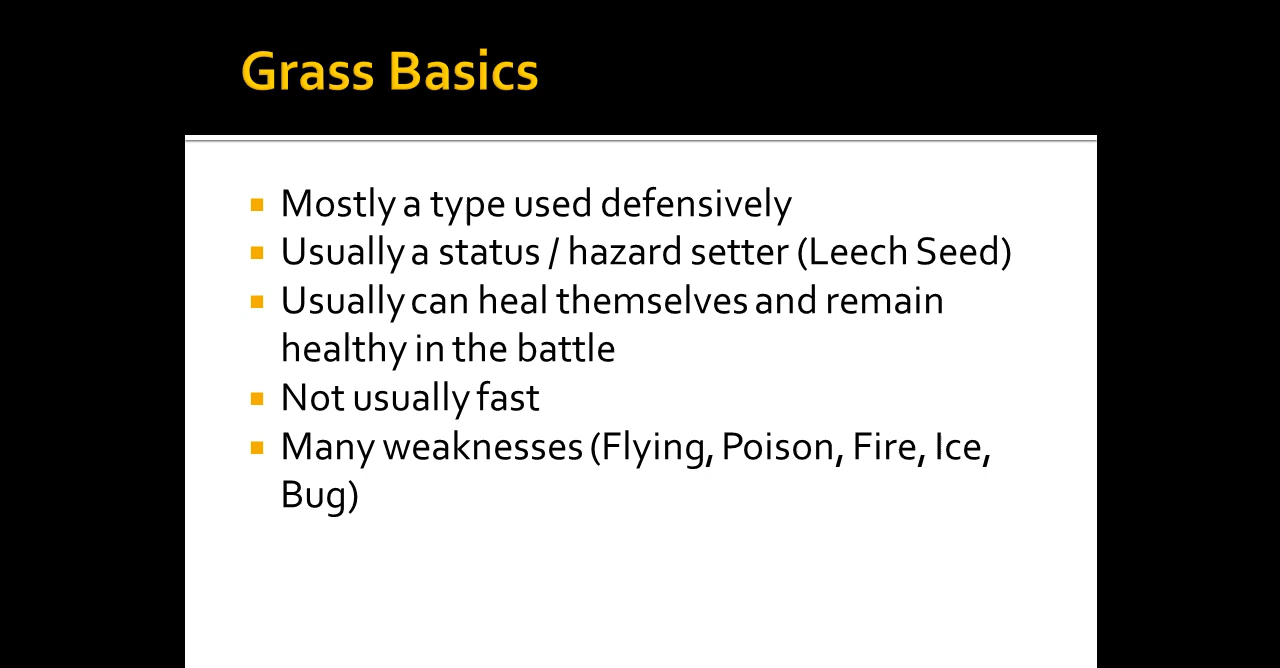 Grass Basics
Mostly a type used defensively
Usually a status / hazard setter (Leech Seed)
Usually can heal themselves and remain
healthy in the battle
Not usually fast
Many weaknesses (Flying, Poison, Fire, Ice,
Bug)